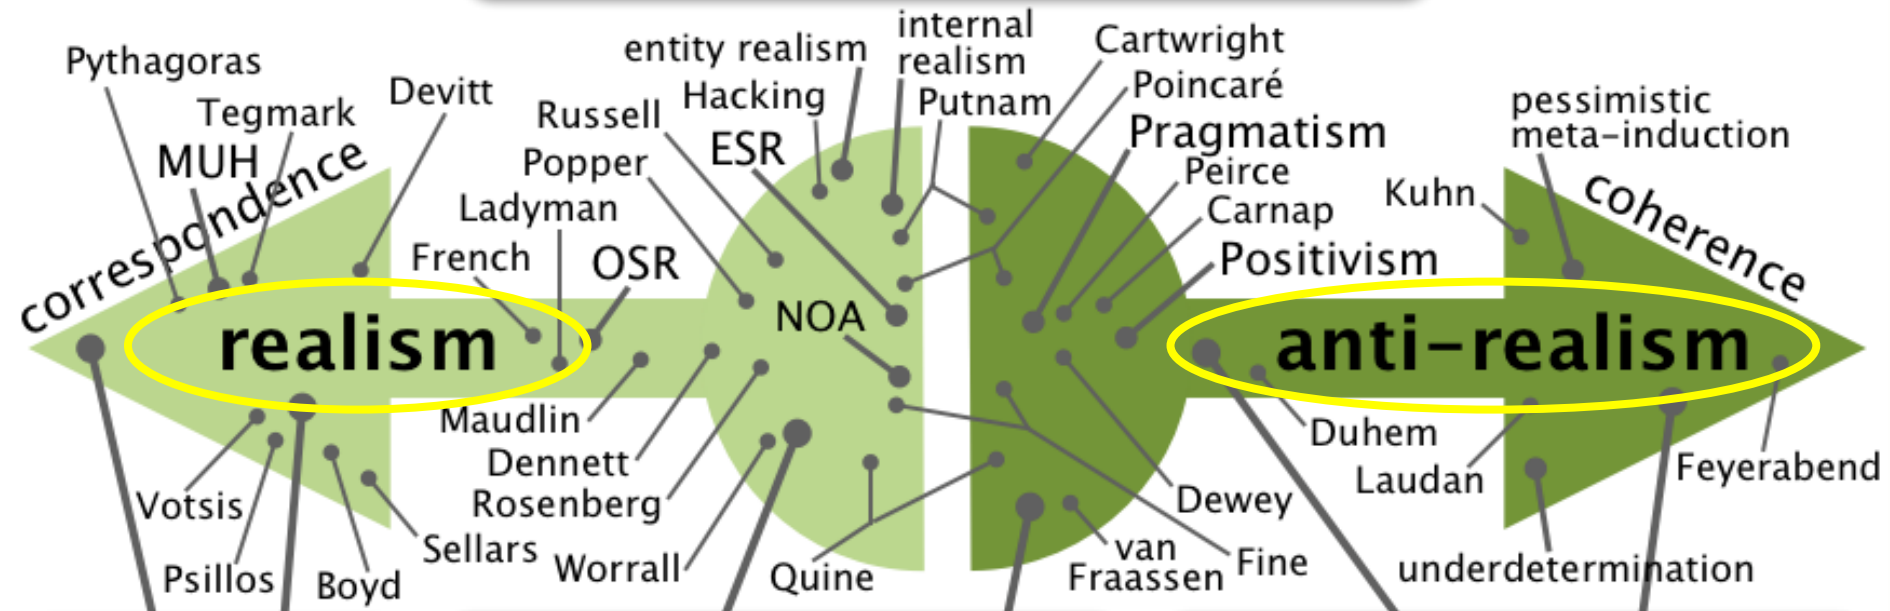 Pythagoras
Tegmark
MUH
correspondence
Devitt
realism
French
Ladyman
OSR
Popper
Russell
entity realism
Hacking
ESR
internal
realism
Putnam
NOA
Cartwright
Poincaré
Pragmatism
Peirce
Carnap
Positivism
Kuhn
pessimistic
meta-induction
coherence
anti-realism
Votsis
Psillos
Boyd
Sellars
Maudlin
Dennett
Rosenberg
Worrall
Quine
van
Fraassen
Fine
Dewey
Duhem
Laudan
Feyerabend
underdetermination